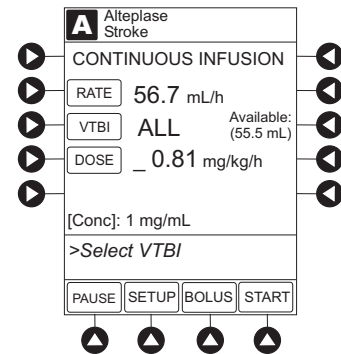 A Alteplase
Stroke
CONTINUOUS INFUSION
RATE 56.7 mL/h
VTBI ALL Available:
(55.5 mL)
DOSE _ 0.81 mg/kg/h
[Conc]: 1 mg/mL
>Select VTBI
PAUSE SETUP BOLUS START